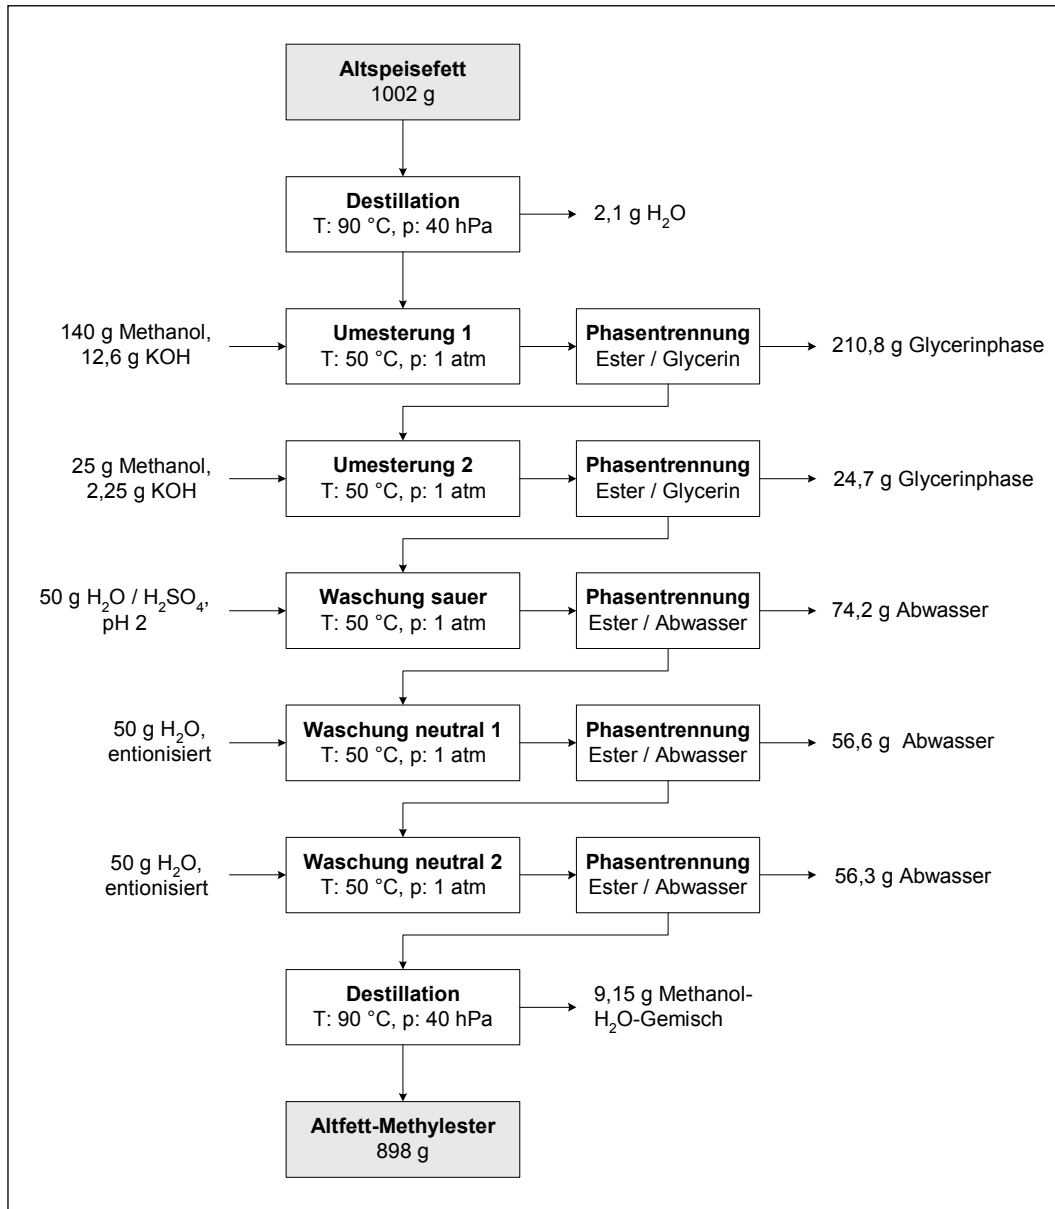 Altspeisefett
1002 g
Destillation
T: 90 °C, p: 40 hPa
2,1 g H₂O
140 g Methanol,
12,6 g KOH
Umesterung 1
T: 50 °C, p: 1 atm
Phasentrennung
Ester / Glycerin
210,8 g Glycerinphase
25 g Methanol,
2,25 g KOH
Umesterung 2
T: 50 °C, p: 1 atm
Phasentrennung
Ester / Glycerin
24,7 g Glycerinphase
50 g H₂O / H₂SO₄,
pH 2
Waschung sauer
T: 50 °C, p: 1 atm
Phasentrennung
Ester / Abwasser
74,2 g Abwasser
50 g H₂O,
entionisiert
Waschung neutral 1
T: 50 °C, p: 1 atm
Phasentrennung
Ester / Abwasser
56,6 g Abwasser
50 g H₂O,
entionisiert
Waschung neutral 2
T: 50 °C, p: 1 atm
Phasentrennung
Ester / Abwasser
56,3 g Abwasser
Destillation
T: 90 °C, p: 40 hPa
9,15 g Methanol-
H₂O-Gemisch
Altfett-Methylester
898 g